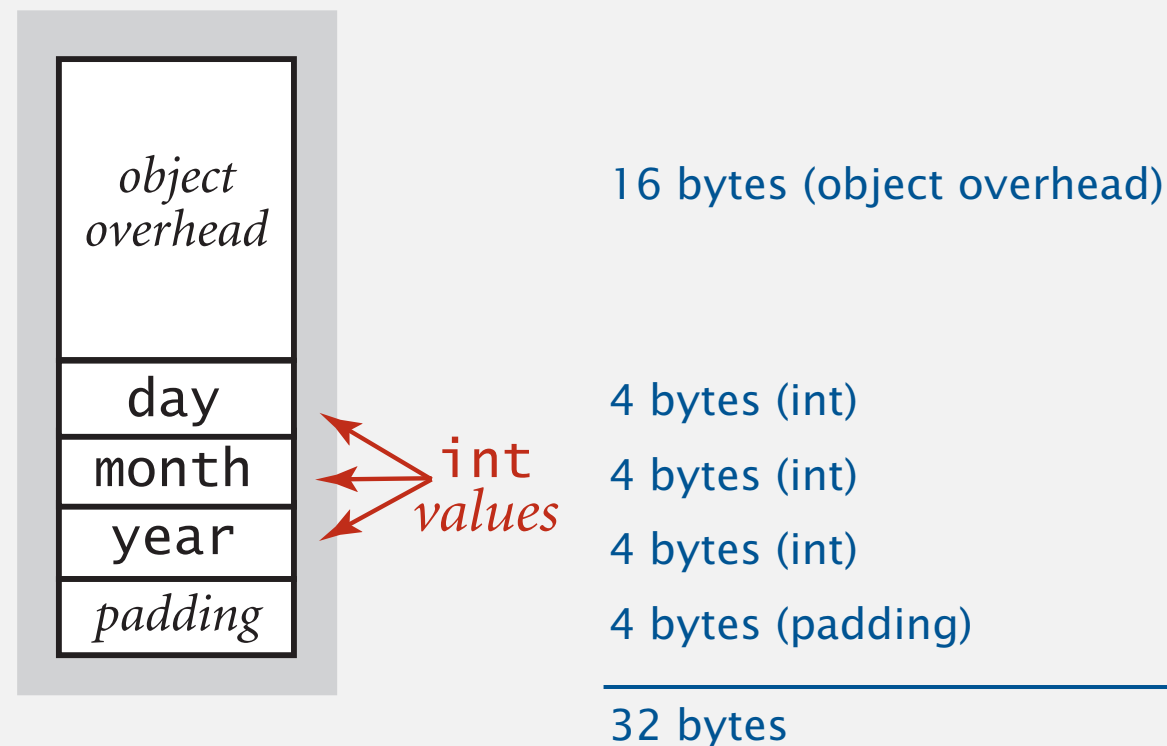 object
overhead
16 bytes (object overhead)
day
4 bytes (int)
month
int
values
4 bytes (int)
year
4 bytes (int)
padding
4 bytes (padding)
32 bytes